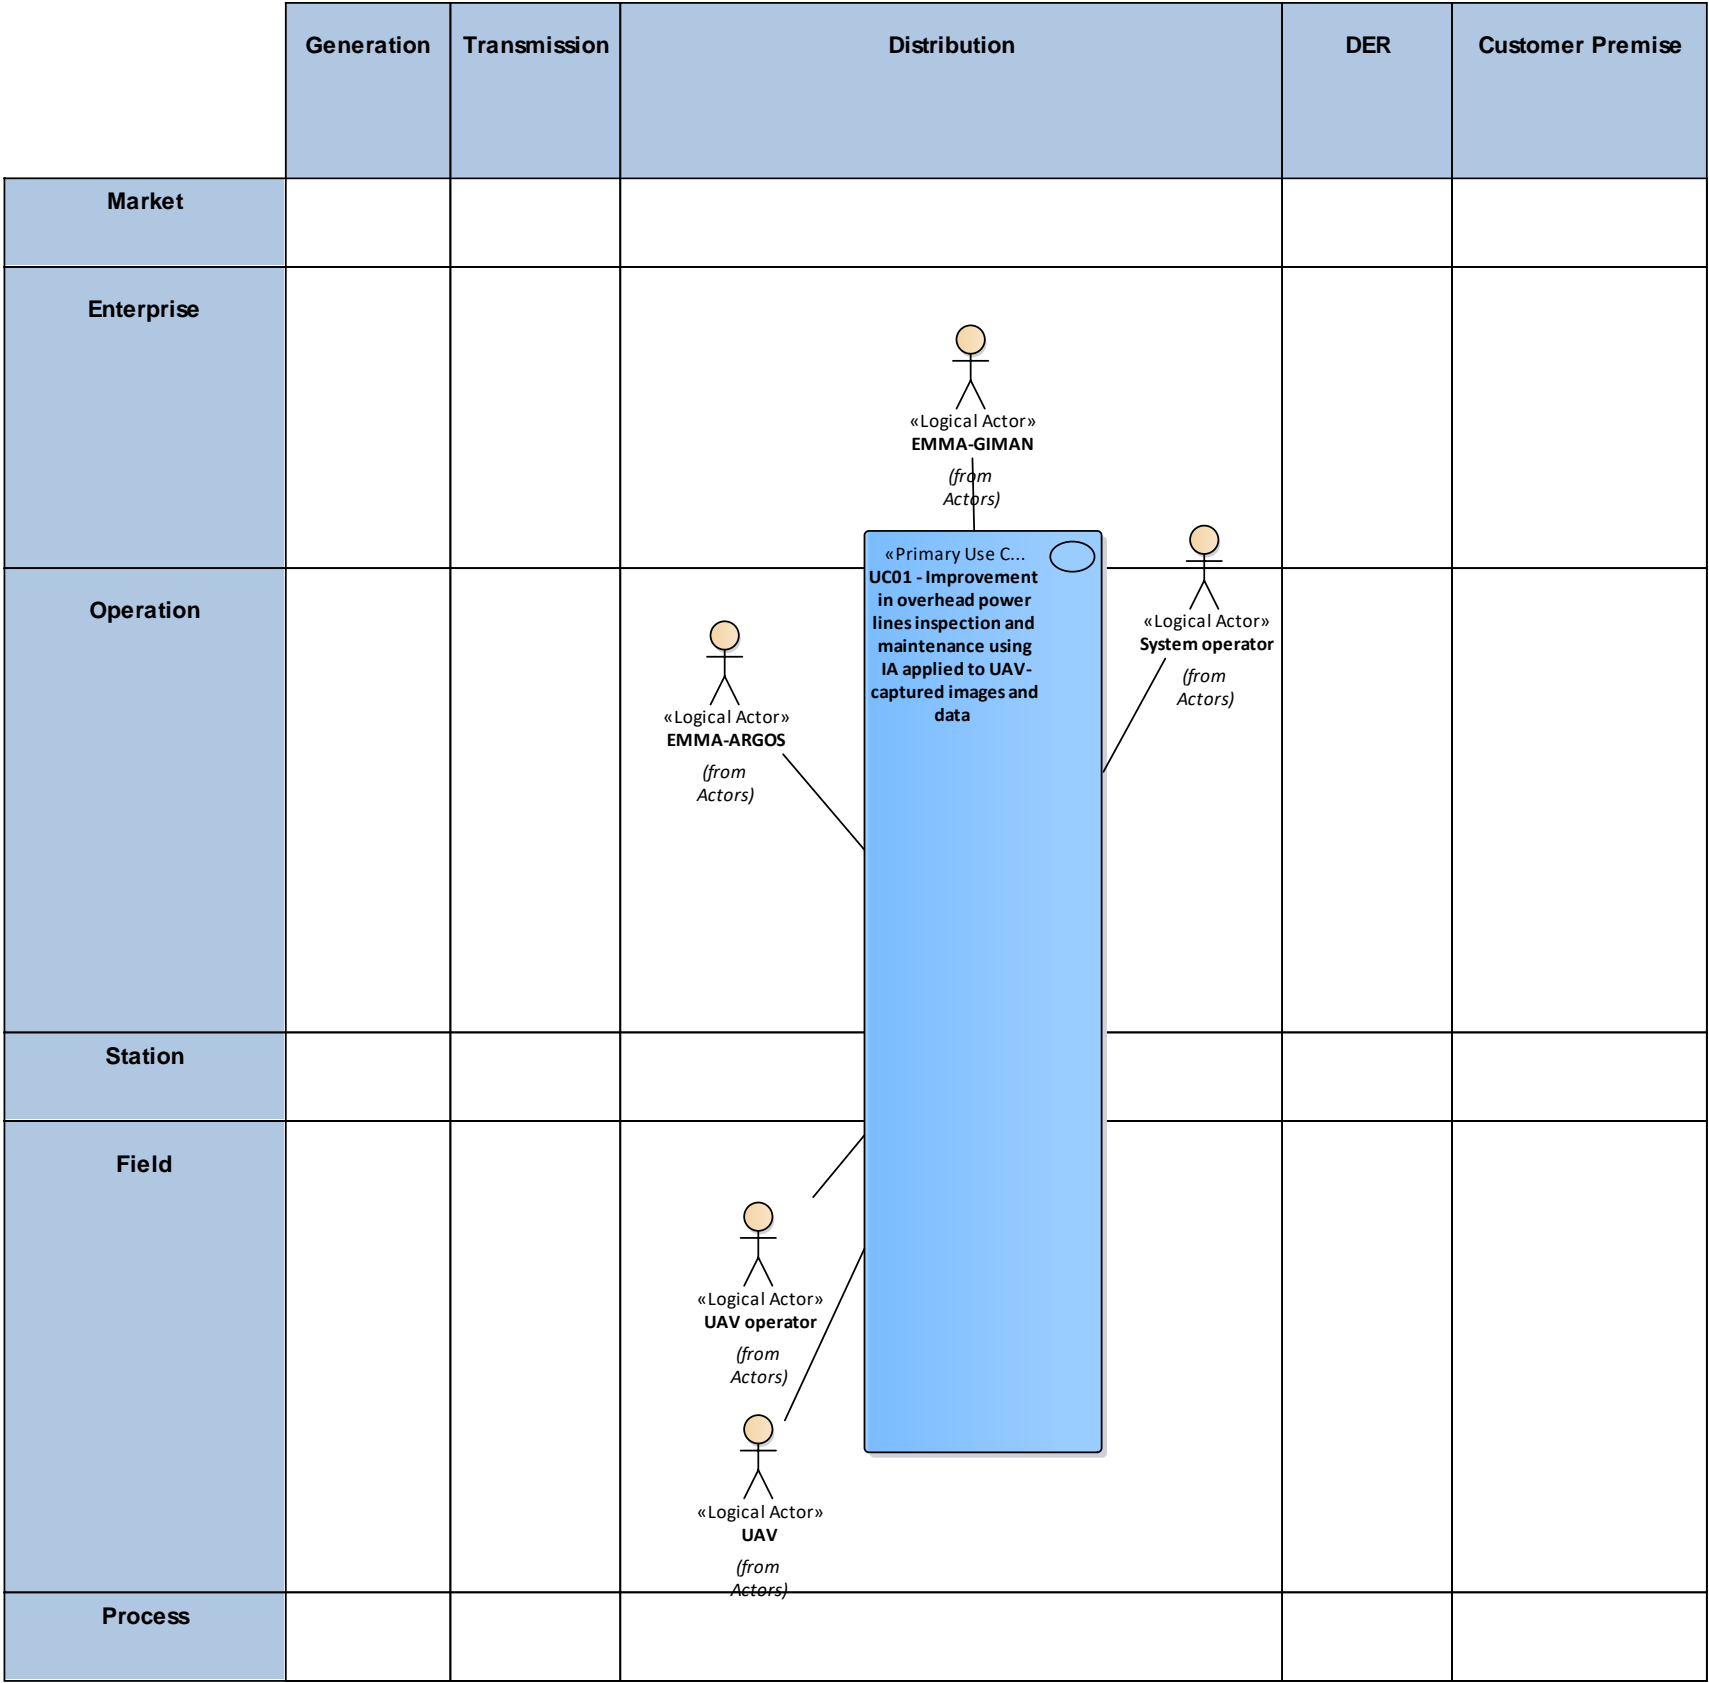 Generation
Transmission
Distribution
DER
Customer Premise
Market
Enterprise
«Logical Actor»
EMMA-GIMAN
(from
Actors)
«Primary Use C...
UC01 - Improvement
in overhead power
lines inspection and
maintenance using
IA applied to UAV-
captured images and
data
Operation
«Logical Actor»
System operator
(from
Actors)
«Logical Actor»
EMMA-ARGOS
(from
Actors)
Station
Field
«Logical Actor»
UAV operator
(from
Actors)
«Logical Actor»
UAV
(from
Actors)
Process